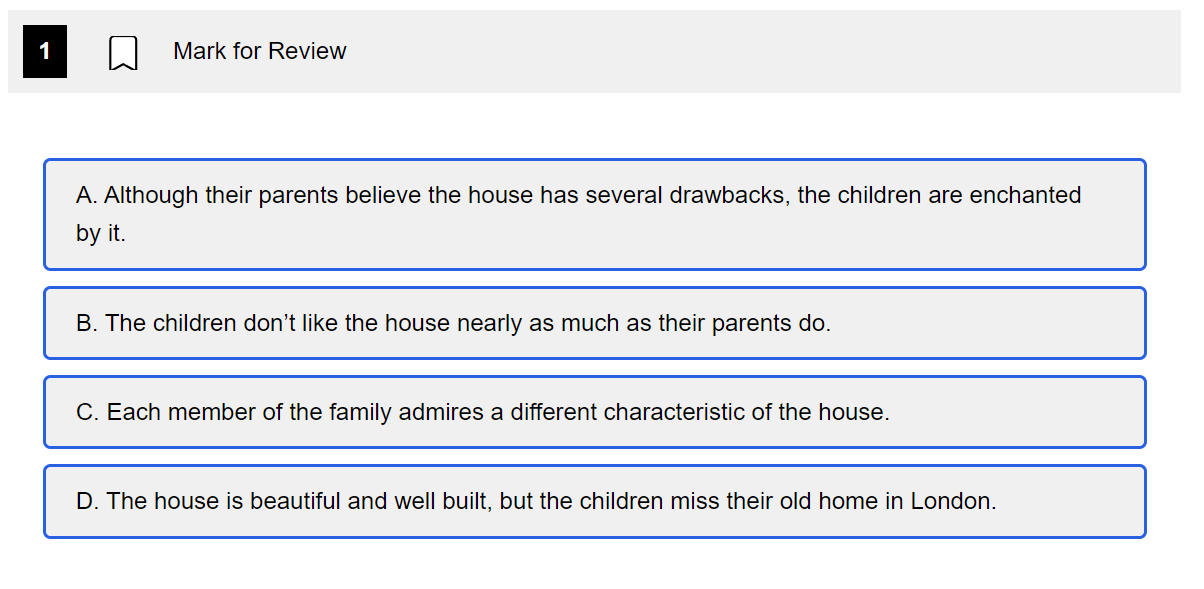 1 Mark for Review
A. Although their parents believe the house has several drawbacks, the children are enchanted
by it.
B. The children don’t like the house nearly as much as their parents do.
C. Each member of the family admires a different characteristic of the house.
D. The house is beautiful and well built, but the children miss their old home in London.